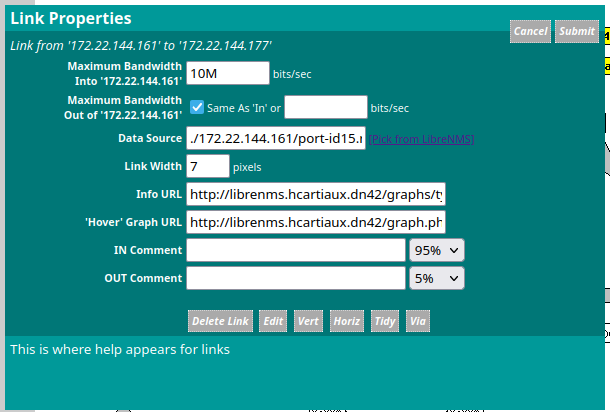 Link Properties
Cancel Submit
Link from '172.22.144.161' to '172.22.144.177'
Maximum Bandwidth
Into '172.22.144.161' 10M bits/sec
Maximum Bandwidth
Out of '172.22.144.161' Same As 'In' or bits/sec
Data Source ./172.22.144.161/port-id15.r [Pick from LibreNMS]
Link Width 7 pixels
Info URL http://librenms.hcartiaux.dn42/graphs/ty
'Hover' Graph URL http://librenms.hcartiaux.dn42/graph.ph
IN Comment 95%
OUT Comment 5%
Delete Link Edit Vert Horiz Tidy Via
This is where help appears for links